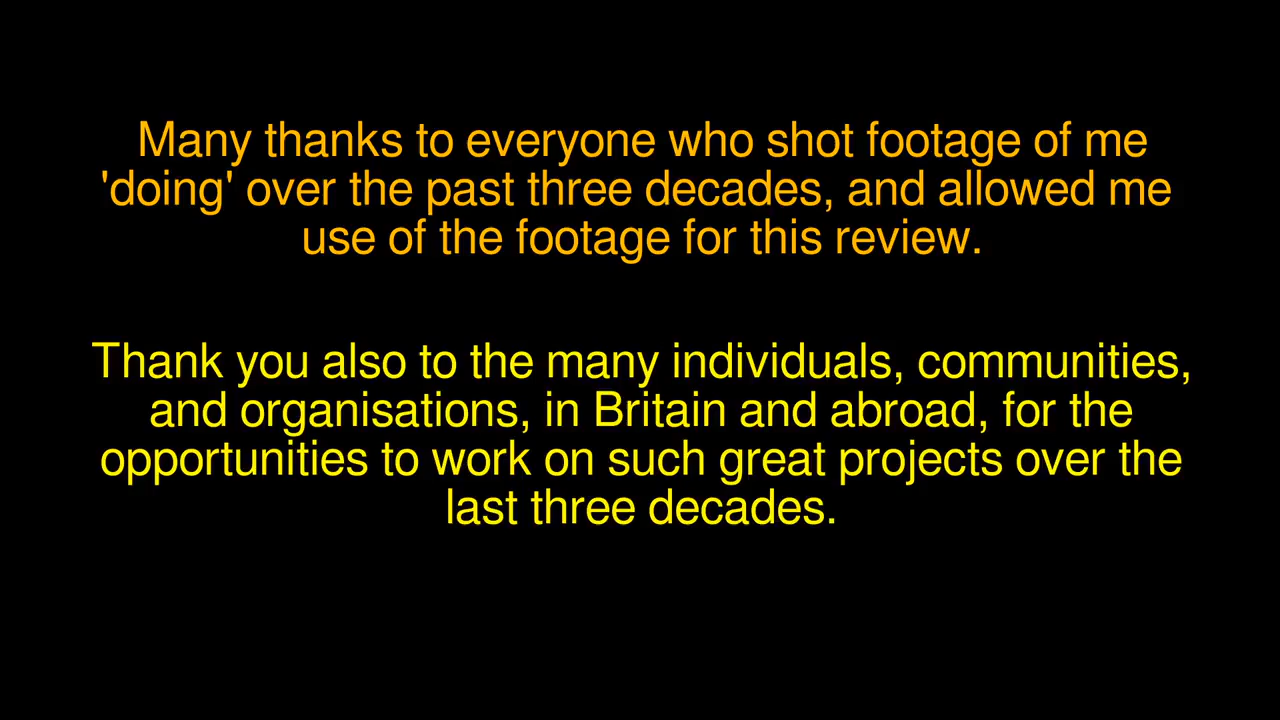 Many thanks to everyone who shot footage of me
'doing' over the past three decades, and allowed me
use of the footage for this review.
Thank you also to the many individuals, communities,
and organisations, in Britain and abroad, for the
opportunities to work on such great projects over the
last three decades.